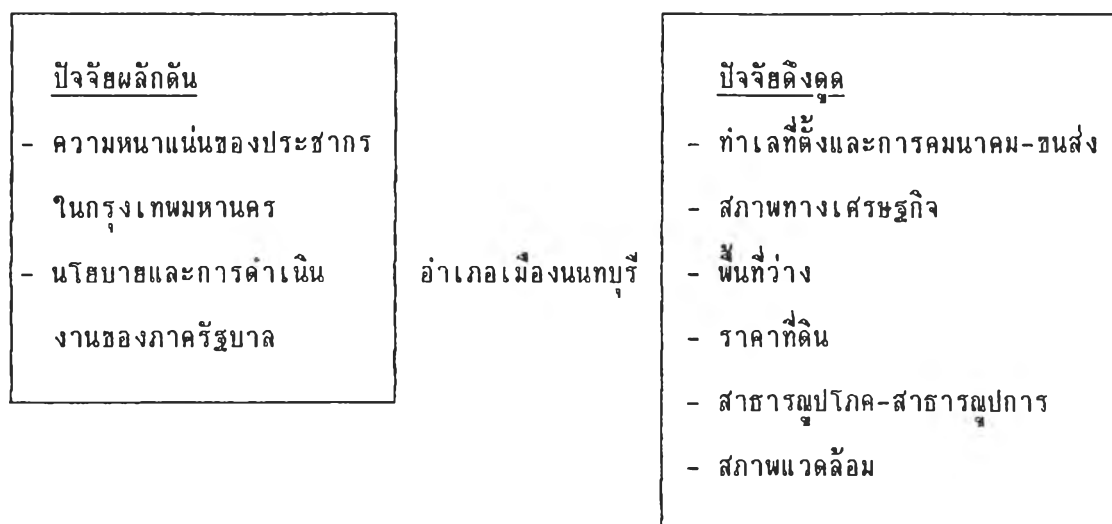 ปัจจัยผลักดัน
- ความหนาแน่นของประชากร
ในกรุงเทพมหานคร
- นโยบายและการดำเนิน
งานของภาครัฐบาล
อำเภอเมืองนนทบุรี
ปัจจัยดึงดูด
- ทำเลที่ตั้งและการคมนาคม-ขนส่ง
- สภาพทางเศรษฐกิจ
- พื้นที่ว่าง
- ราคาที่ดิน
- สาธารณูปโภค-สาธารณูปการ
- สภาพแวดล้อม